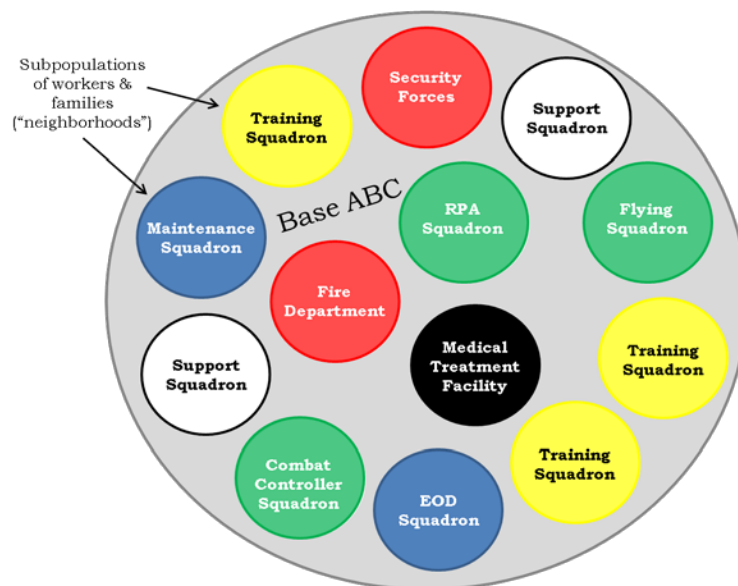 Subpopulations
of workers &
families
("neighborhoods")
Training
Squadron
Security
Forces
Support
Squadron
Maintenance
Squadron
Base ABC
RPA
Squadron
Flying
Squadron
Fire
Department
Support
Squadron
Medical
Treatment
Facility
Training
Squadron
Combat
Controller
Squadron
EOD
Squadron
Training
Squadron